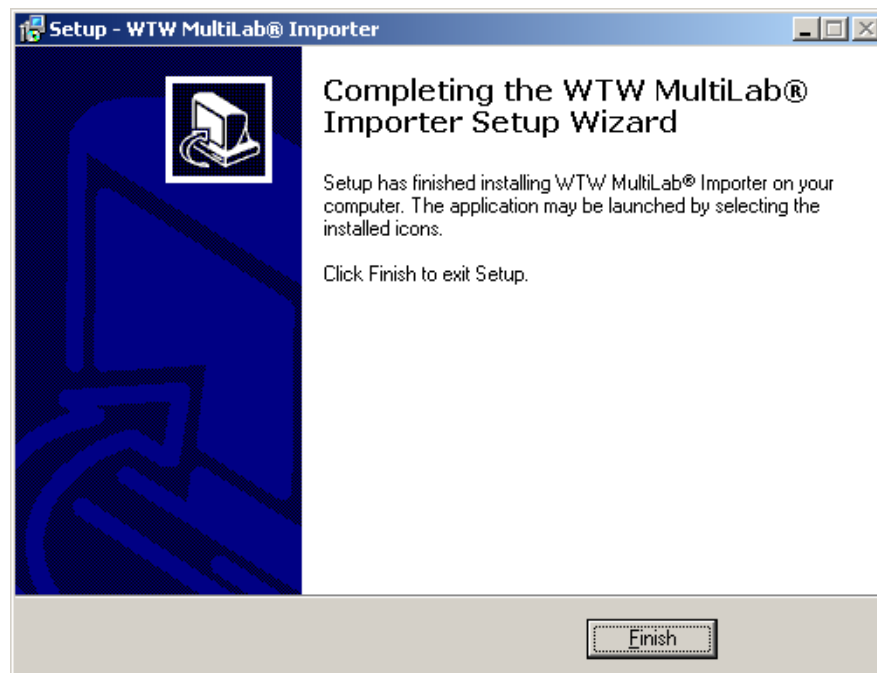 Setup - WTW MultiLab® Importer
Completing the WTW MultiLab®
Importer Setup Wizard
Setup has finished installing WTW MultiLab® Importer on your
computer. The application may be launched by selecting the
installed icons.
Click Finish to exit Setup.
Finish